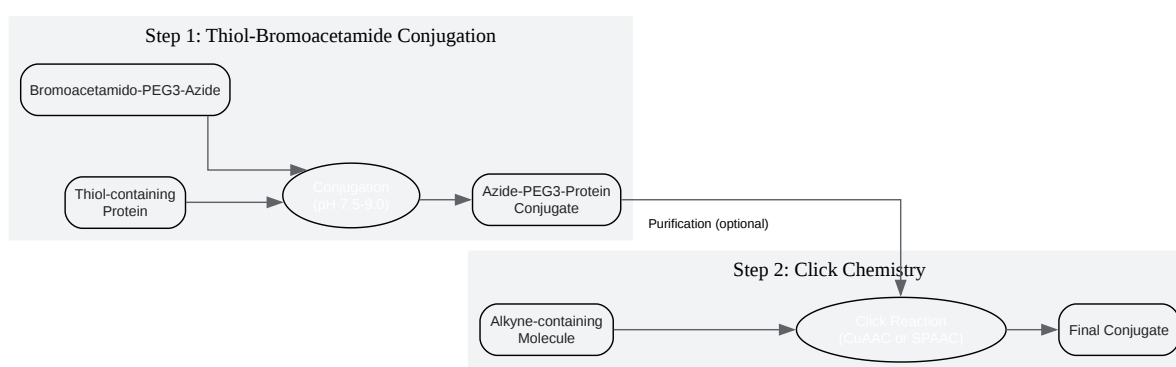 Step 1: Thiol-Bromoacetamide Conjugation
Bromoacetamido-PEG3-Azide
Thiol-containing
Protein
Conjugation
(pH 7.5-9.0)
Azide-PEG3-Protein
Conjugate
Purification (optional)
Step 2: Click Chemistry
Alkyne-containing
Molecule
Click Reaction
(CuAAC or SPAAC)
Final Conjugate